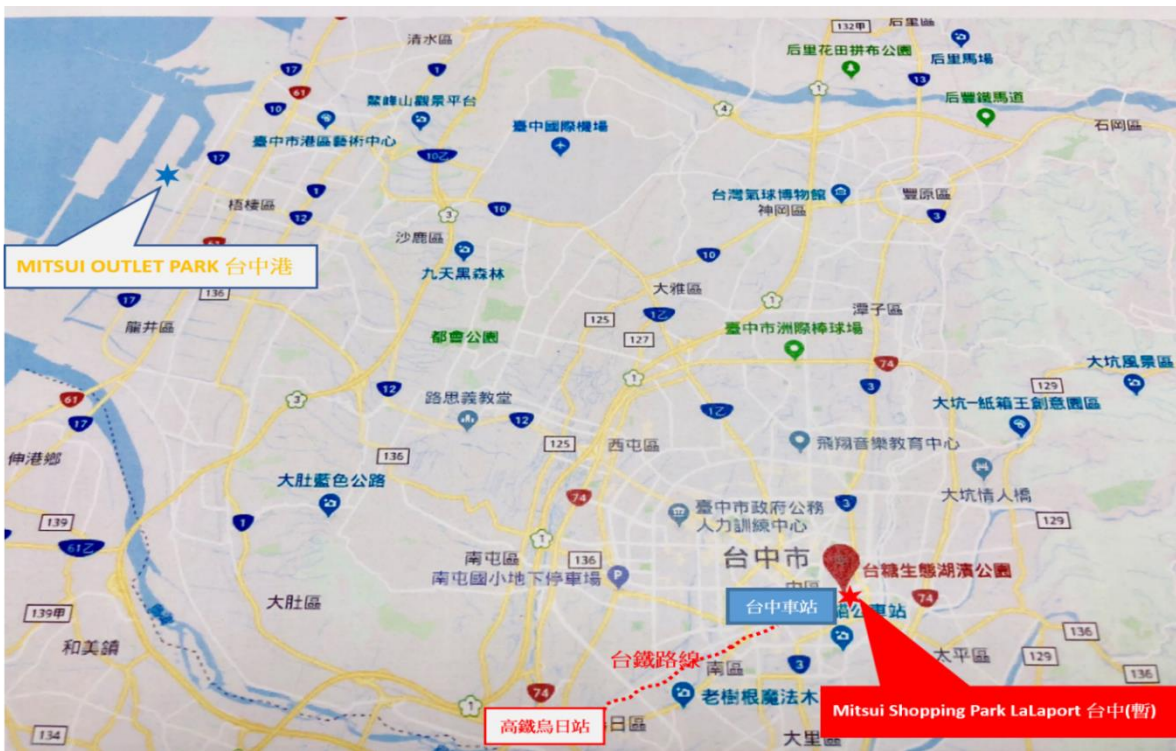 后里區
132甲
后里花田拼布公園
后里馬場
清水區
1
17
1
61
13
鰲峰山觀景平台
1
后豐鐵馬道
10
4
臺中市港區藝術中心
臺中國際機場
石岡區
10乙
17
台灣氣球博物館
豐原區
1
神岡區
梧棲區
12
3
10
3
沙鹿區
61
九天黑森林
10
MITSUI OUTLET PARK 台中港
大雅區
17
136
1
潭子區
1乙
125
龍井區
都會公園
127
臺中市洲際棒球場
74
大坑風景區
1
3
129
12
3
路思義教堂
61
大坑一紙箱王創意園區
1乙
17
12
125
西屯區
飛翔音樂教育中心
136
伸港鄉
大肚藍色公路
大坑情人橋
74
3
臺中市政府公務
人力訓練中心
139
1
129
1
61乙
南屯區
136
台中市
台糖生態湖濱公園
南屯國小地下停車場
中區
74
大肚區
台中車站
公車站
139甲
136
和美鎮
台鐵路線
太平區
129
南區
3
136
74
老樹根魔法木
1
高鐵烏日站
日區
Mitsui Shopping Park LaLaport 台中(暫)
134
大里區